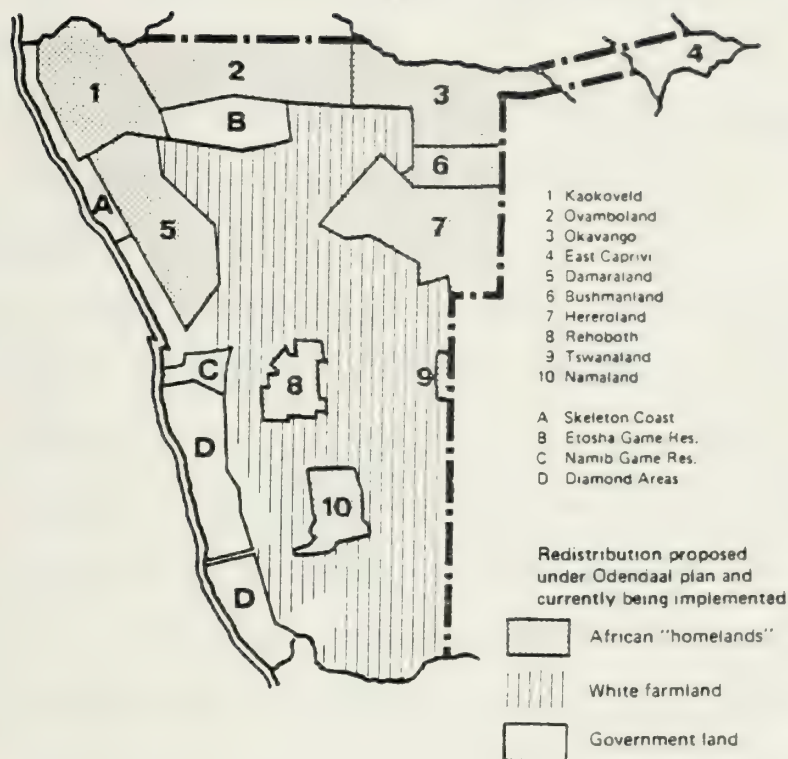 1
2
3
4
B
6
A
5
7
C
8
9
D
10
D
1 Kaokoveld
2 Ovamboland
3 Okavango
4 East Caprivi
5 Damaraland
6 Bushmanland
7 Hereroland
8 Rehoboth
9 Tswanaland
10 Namaland
A Skeleton Coast
B Etosha Game Res.
C Namib Game Res.
D Diamond Areas
Redistribution proposed
under Odendaal plan and
currently being implemented
African "homelands"
White farmland
Government land